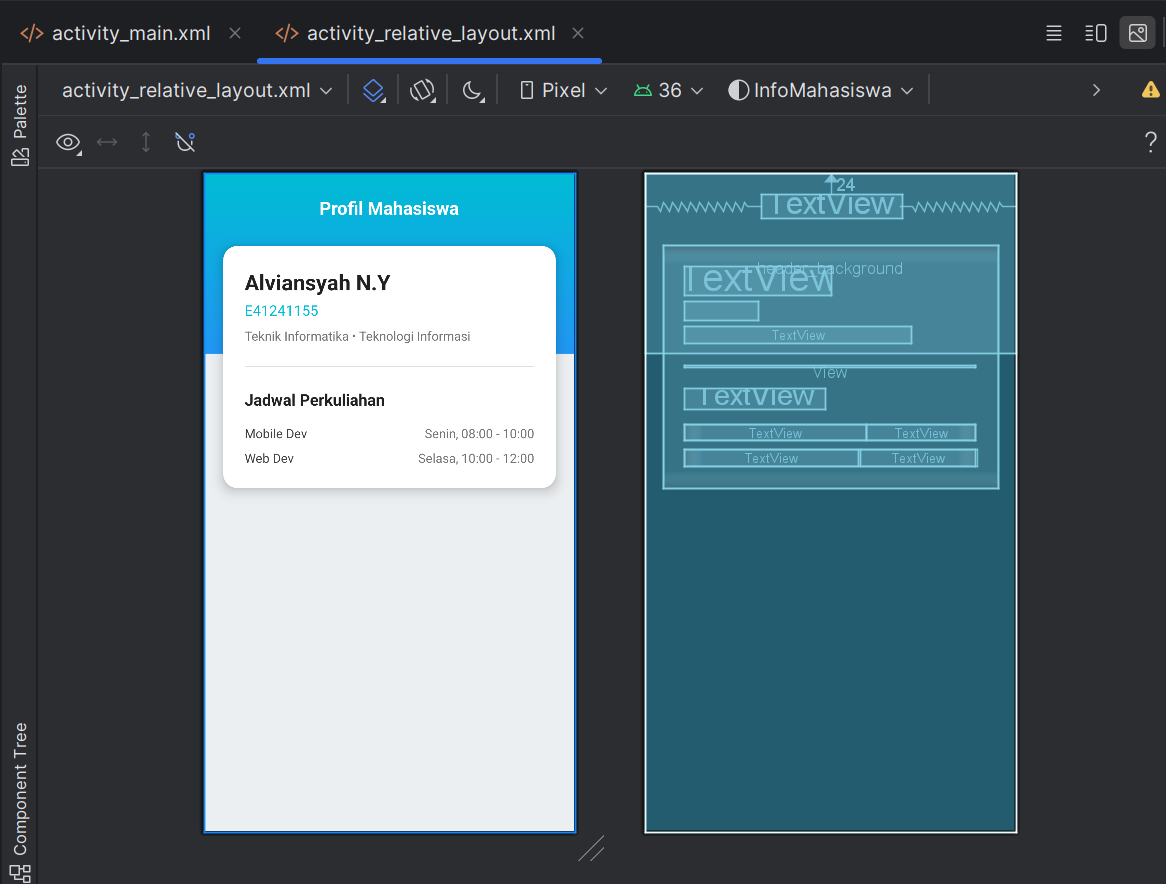 activity_main.xml
activity_relative_layout.xml
activity_relative_layout.xml
Pixel
36
InfoMahasiswa
?
Palette
Component Tree
Profil Mahasiswa
Alviansyah N.Y
E41241155
Teknik Informatika • Teknologi Informasi
Jadwal Perkuliahan
Mobile Dev Senin, 08:00 - 10:00
Web Dev Selasa, 10:00 - 12:00
24
TextView
header_background
TextView
TextView
View
TextView
TextView TextView
TextView TextView